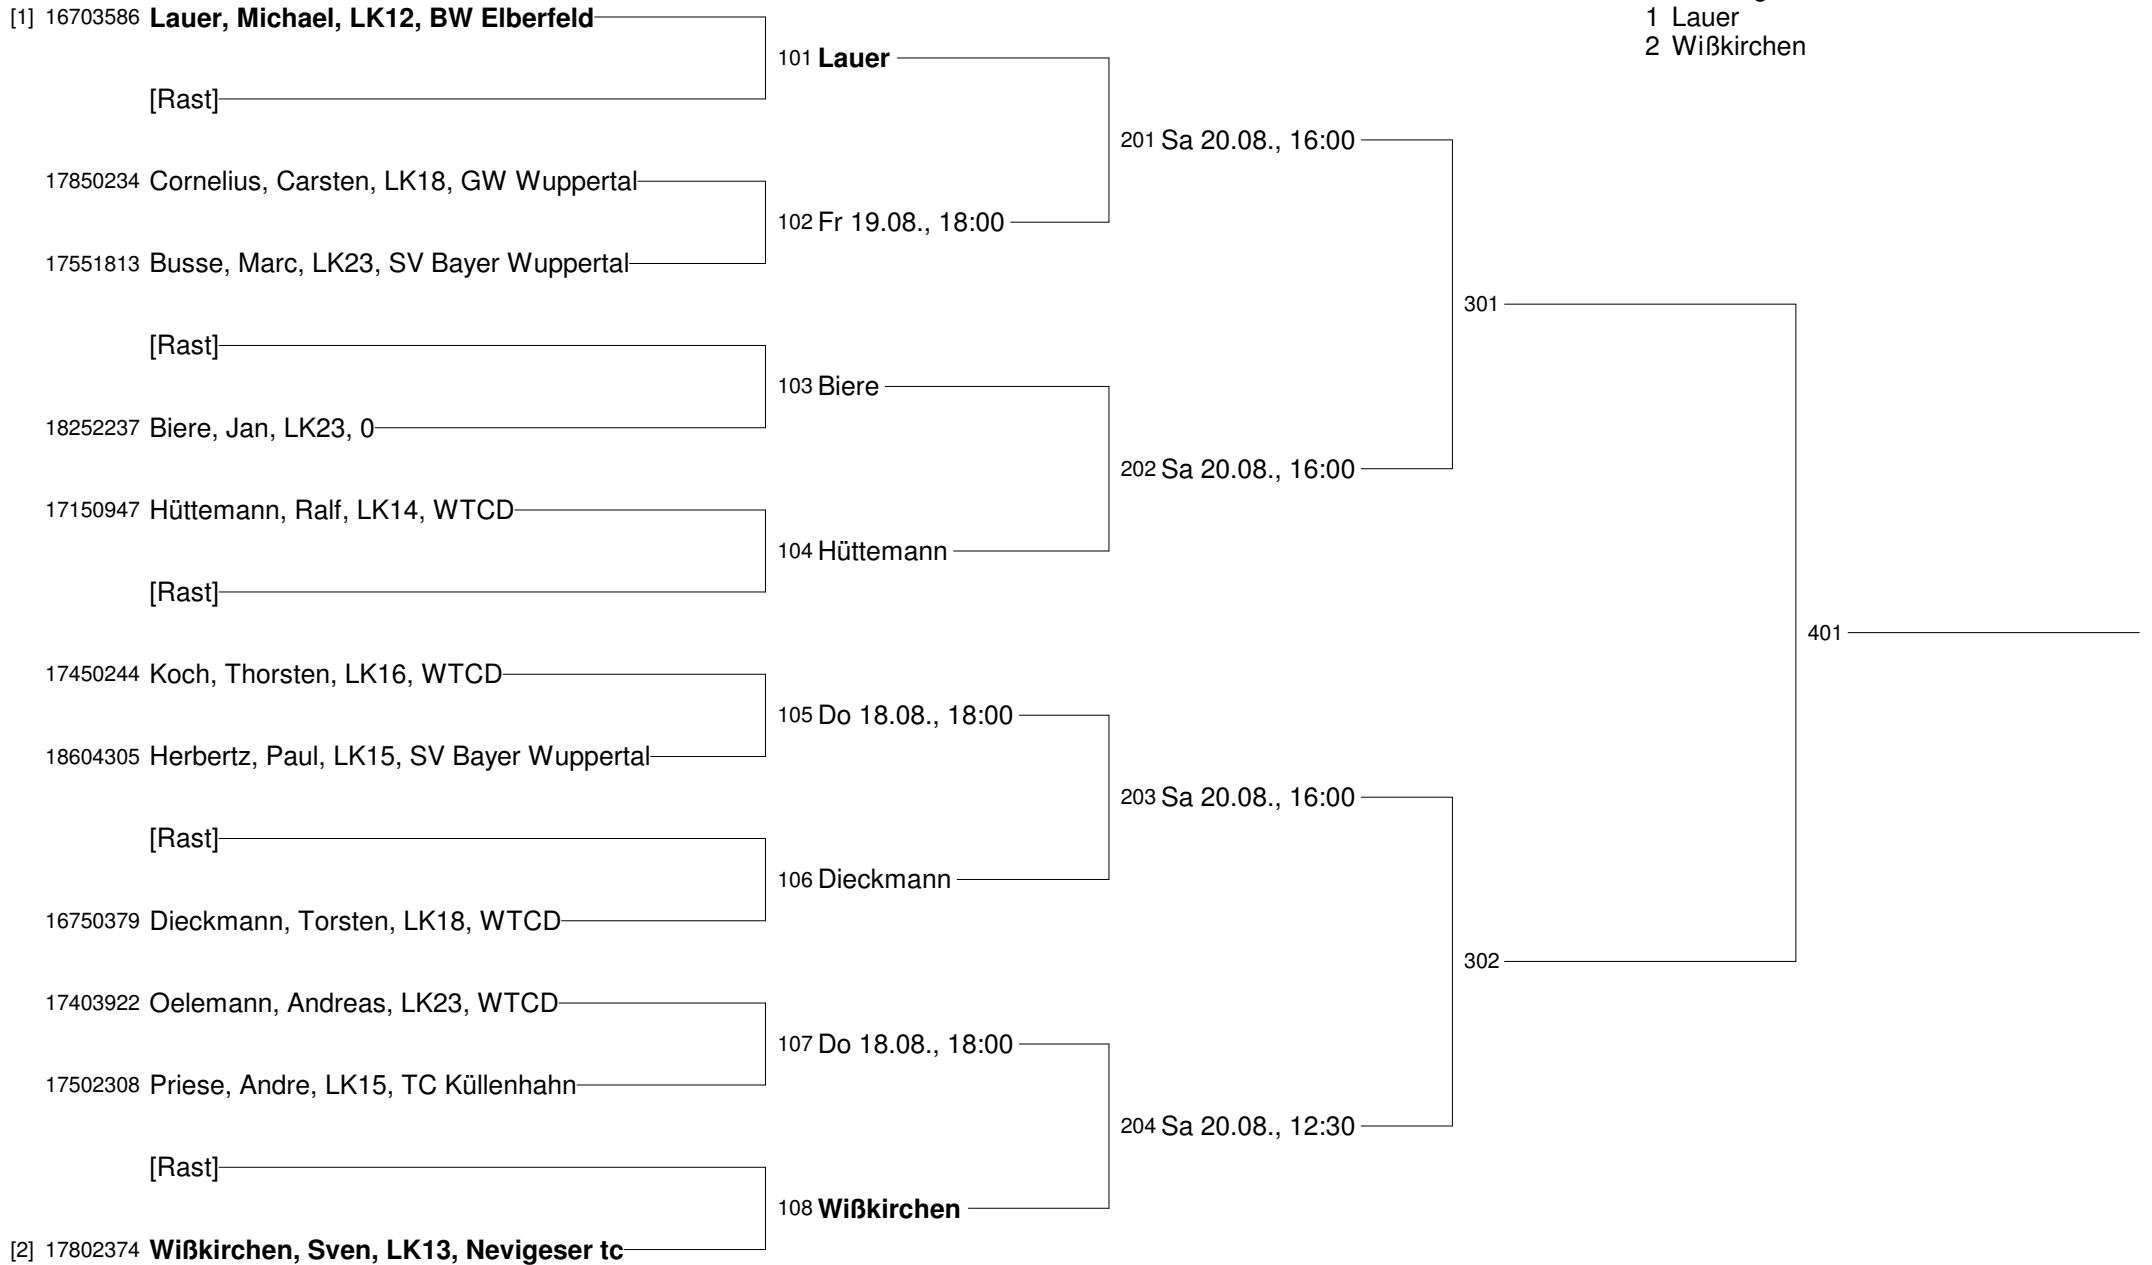 [1] 16703586 Lauer, Michael, LK12, BW Elberfeld
1 Lauer
2 Wißkirchen
101 Lauer
[Rast]
201 Sa 20.08., 16:00
17850234 Cornelius, Carsten, LK18, GW Wuppertal
102 Fr 19.08., 18:00
17551813 Busse, Marc, LK23, SV Bayer Wuppertal
301
[Rast]
103 Biere
18252237 Biere, Jan, LK23, 0
202 Sa 20.08., 16:00
17150947 Hüttemann, Ralf, LK14, WTCD
104 Hüttemann
[Rast]
401
17450244 Koch, Thorsten, LK16, WTCD
105 Do 18.08., 18:00
18604305 Herbertz, Paul, LK15, SV Bayer Wuppertal
203 Sa 20.08., 16:00
[Rast]
106 Dieckmann
16750379 Dieckmann, Torsten, LK18, WTCD
302
17403922 Oelemann, Andreas, LK23, WTCD
107 Do 18.08., 18:00
17502308 Priese, Andre, LK15, TC Küllenhahn
204 Sa 20.08., 12:30
[Rast]
108 Wißkirchen
[2] 17802374 Wißkirchen, Sven, LK13, Nevigeser tc